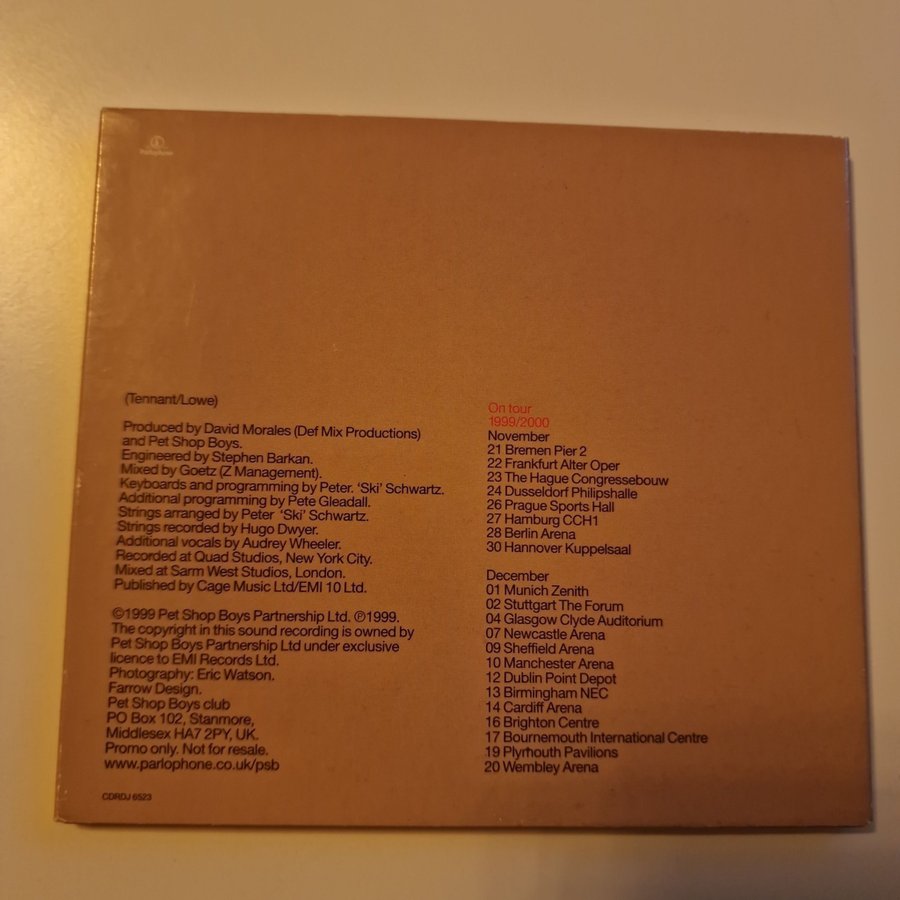 Parlophone
(Tennant/Lowe)
Produced by David Morales (Def Mix Productions)
and Pet Shop Boys.
Engineered by Stephen Barkan.
Mixed by Goetz (Z Management).
Keyboards and programming by Peter. ‘Ski’ Schwartz.
Additional programming by Pete Gleadall.
Strings arranged by Peter ‘Ski’ Schwartz.
Strings recorded by Hugo Dwyer.
Additional vocals by Audrey Wheeler.
Recorded at Quad Studios, New York City.
Mixed at Sarm West Studios, London.
Published by Cage Music Ltd/EMI 10 Ltd.
©1999 Pet Shop Boys Partnership Ltd. ℗1999.
The copyright in this sound recording is owned by
Pet Shop Boys Partnership Ltd under exclusive
licence to EMI Records Ltd.
Photography: Eric Watson.
Farrow Design.
Pet Shop Boys club
PO Box 102, Stanmore,
Middlesex HA7 2PY, UK.
Promo only. Not for resale.
www.parlophone.co.uk/psb
CDRDJ 6523
On tour
1999/2000
November
21 Bremen Pier 2
22 Frankfurt Alter Oper
23 The Hague Congressebouw
24 Dusseldorf Philipshalle
26 Prague Sports Hall
27 Hamburg CCH1
28 Berlin Arena
30 Hannover Kuppelsaal
December
01 Munich Zenith
02 Stuttgart The Forum
04 Glasgow Clyde Auditorium
07 Newcastle Arena
09 Sheffield Arena
10 Manchester Arena
12 Dublin Point Depot
13 Birmingham NEC
14 Cardiff Arena
16 Brighton Centre
17 Bournemouth International Centre
19 Plymouth Pavilions
20 Wembley Arena